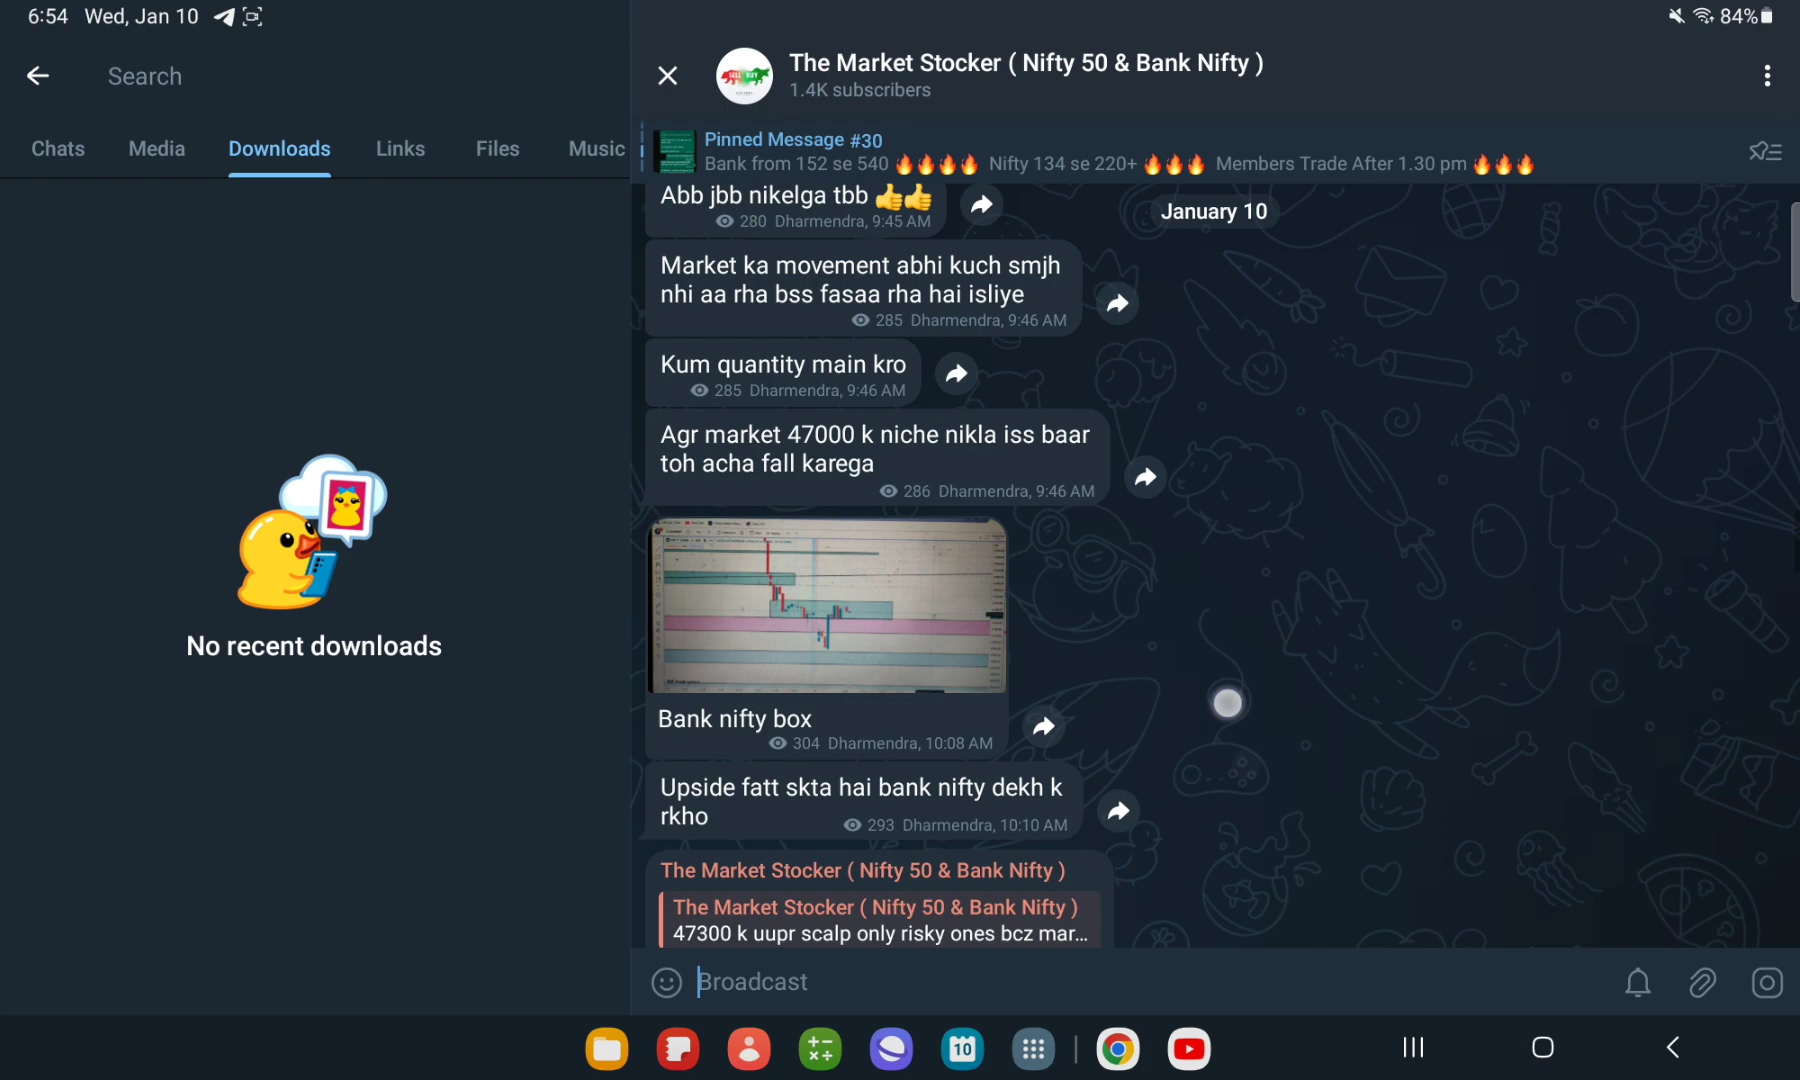 6:54 Wed, Jan 10
84%
Search
Chats Media Downloads Links Files Music
No recent downloads
The Market Stocker ( Nifty 50 & Bank Nifty )
1.4K subscribers
Pinned Message #30
Bank from 152 se 540 🔥🔥🔥🔥 Nifty 134 se 220+ 🔥🔥🔥 Members Trade After 1.30 pm 🔥🔥🔥
January 10
Abb jbb nikelga tbb 👍👍
280 Dharmendra, 9:45 AM
Market ka movement abhi kuch smjh
nhi aa rha bss fasaa rha hai isliye
285 Dharmendra, 9:46 AM
Kum quantity main kro
285 Dharmendra, 9:46 AM
Agr market 47000 k niche nikla iss baar
toh acha fall karega
286 Dharmendra, 9:46 AM
SELL BUY
Bank nifty box
304 Dharmendra, 10:08 AM
Upside fatt skta hai bank nifty dekh k
rkho
293 Dharmendra, 10:10 AM
The Market Stocker ( Nifty 50 & Bank Nifty )
The Market Stocker ( Nifty 50 & Bank Nifty )
47300 k uupr scalp only risky ones bcz mar...
Broadcast
10